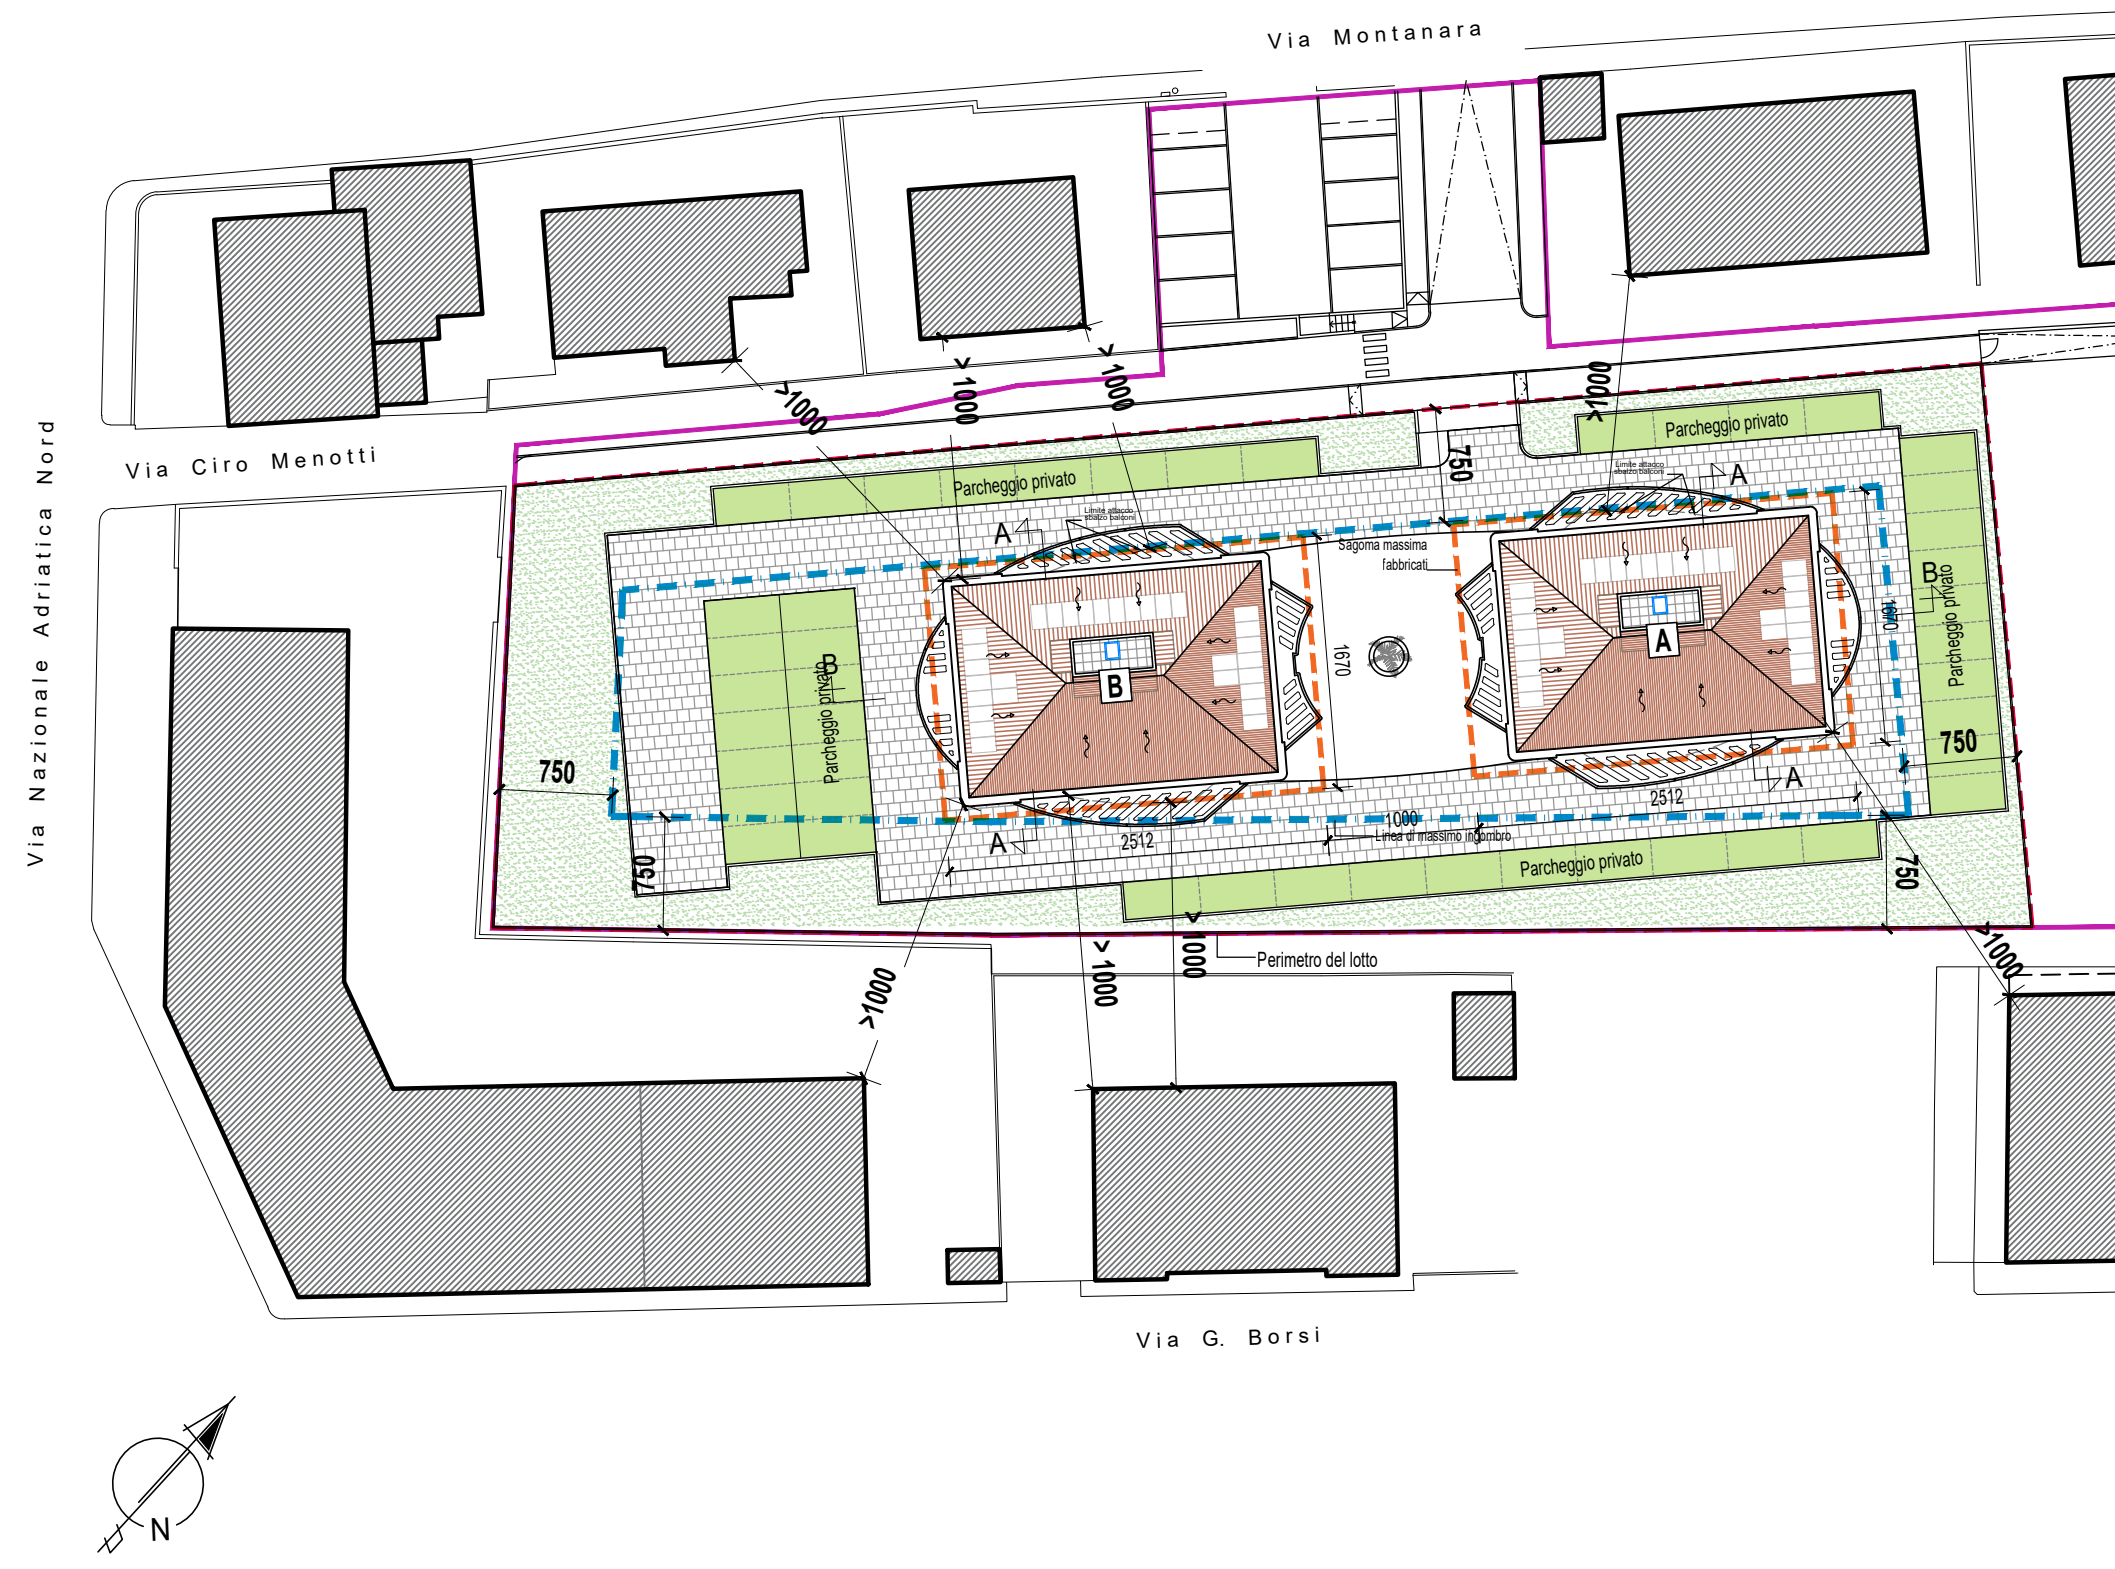 Via Montanara
Via Ciro Menotti
Via Nazionale Adriatica Nord
>1000
>1000
>1000
>1000
Parcheggio privato
Parcheggio privato
750
Limite attacco
sbalzo balconi
Limite attacco
sbalzo balconi
A
A
Sagoma massima
fabbricati
B
Parcheggio privato
1670
B
Parcheggio privato
1670
B
A
750
750
A
2512
1000
Linea di massimo ingombro
A
2512
750
Parcheggio privato
750
>1000
>1000
>1000
>1000
Perimetro del lotto
Via G. Borsi
N